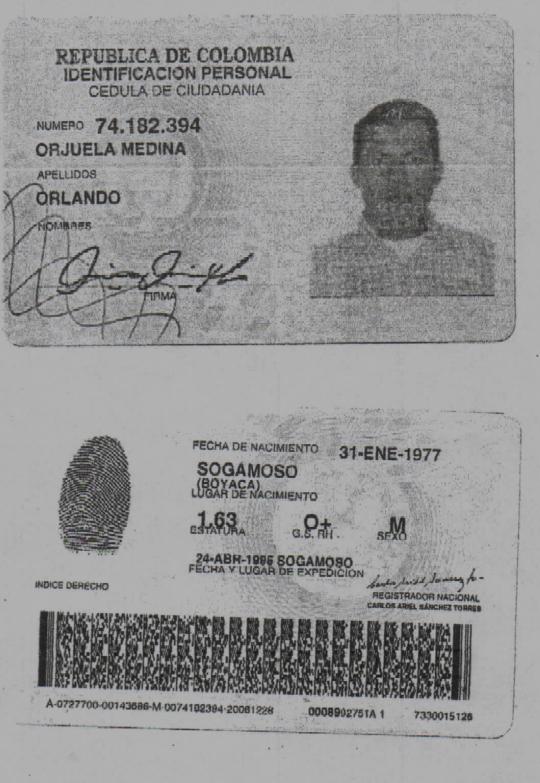 REPUBLICA DE COLOMBIA
IDENTIFICACION PERSONAL
CEDULA DE CIUDADANIA
NUMERO 74.182.394
ORJUELA MEDINA
APELLIDOS
ORLANDO
NOMBRES
FIRMA
FECHA DE NACIMIENTO 31-ENE-1977
SOGAMOSO
(BOYACA)
LUGAR DE NACIMIENTO
1.63 O+ M
ESTATURA G.S. RH SEXO
24-ABR-1995 SOGAMOSO
FECHA Y LUGAR DE EXPEDICION
INDICE DERECHO
REGISTRADOR NACIONAL
CARLOS ARIEL SÁNCHEZ TORRES
A-0727700-00143686-M-0074182394-20061228 0008902751A 1 7330015126